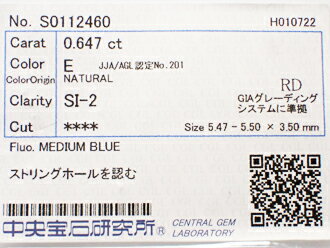 No. S0112460 H010722
Carat 0.647 ct
Color E JJA/AGL認定No.201
ColorOrigin NATURAL
RD
Clarity SI-2 GIAグレーディング
システムに準拠
Cut **** Size 5.47 - 5.50 × 3.50 mm
Fluo. MEDIUM BLUE
ストリングホールを認む
中央宝石研究所 CENTRAL GEM
LABORATORY